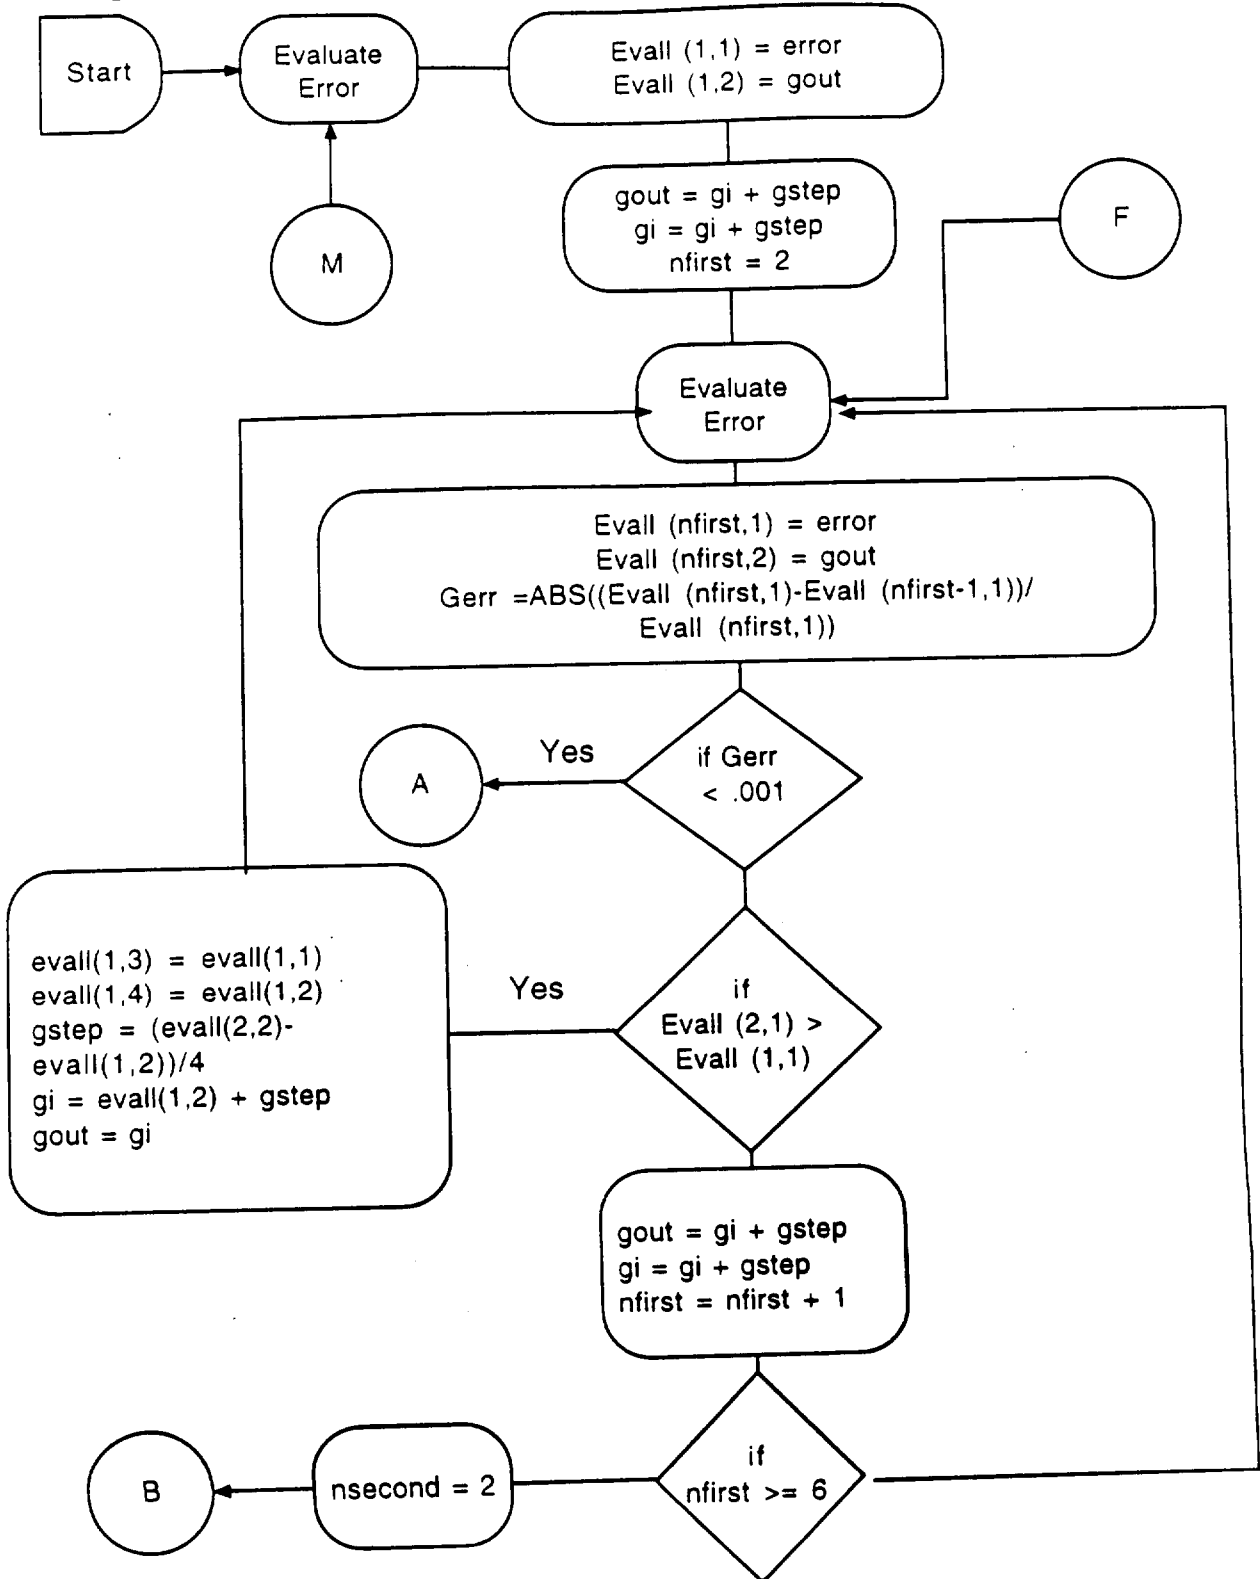 Start
Evaluate
Error
Evall (1,1) = error
Evall (1,2) = gout
M
gout = gi + gstep
gi = gi + gstep
nfirst = 2
F
Evaluate
Error
Evall (nfirst,1) = error
Evall (nfirst,2) = gout
Gerr =ABS((Evall (nfirst,1)-Evall (nfirst-1,1))/
Evall (nfirst,1))
if Gerr
< .001
Yes
A
if
Evall (2,1) >
Evall (1,1)
Yes
evall(1,3) = evall(1,1)
evall(1,4) = evall(1,2)
gstep = (evall(2,2)-
evall(1,2))/4
gi = evall(1,2) + gstep
gout = gi
gout = gi + gstep
gi = gi + gstep
nfirst = nfirst + 1
if
nfirst >= 6
nsecond = 2
B